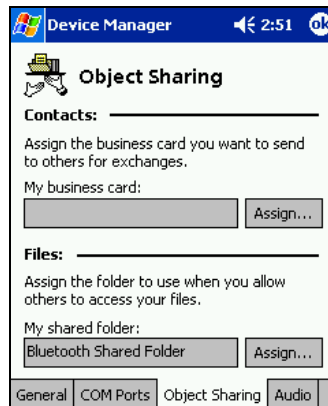 Device Manager 2:51 ok
Object Sharing
Contacts:
Assign the business card you want to send
to others for exchanges.
My business card:
Assign...
Files:
Assign the folder to use when you allow
others to access your files.
My shared folder:
Bluetooth Shared Folder Assign...
General COM Ports Object Sharing Audio